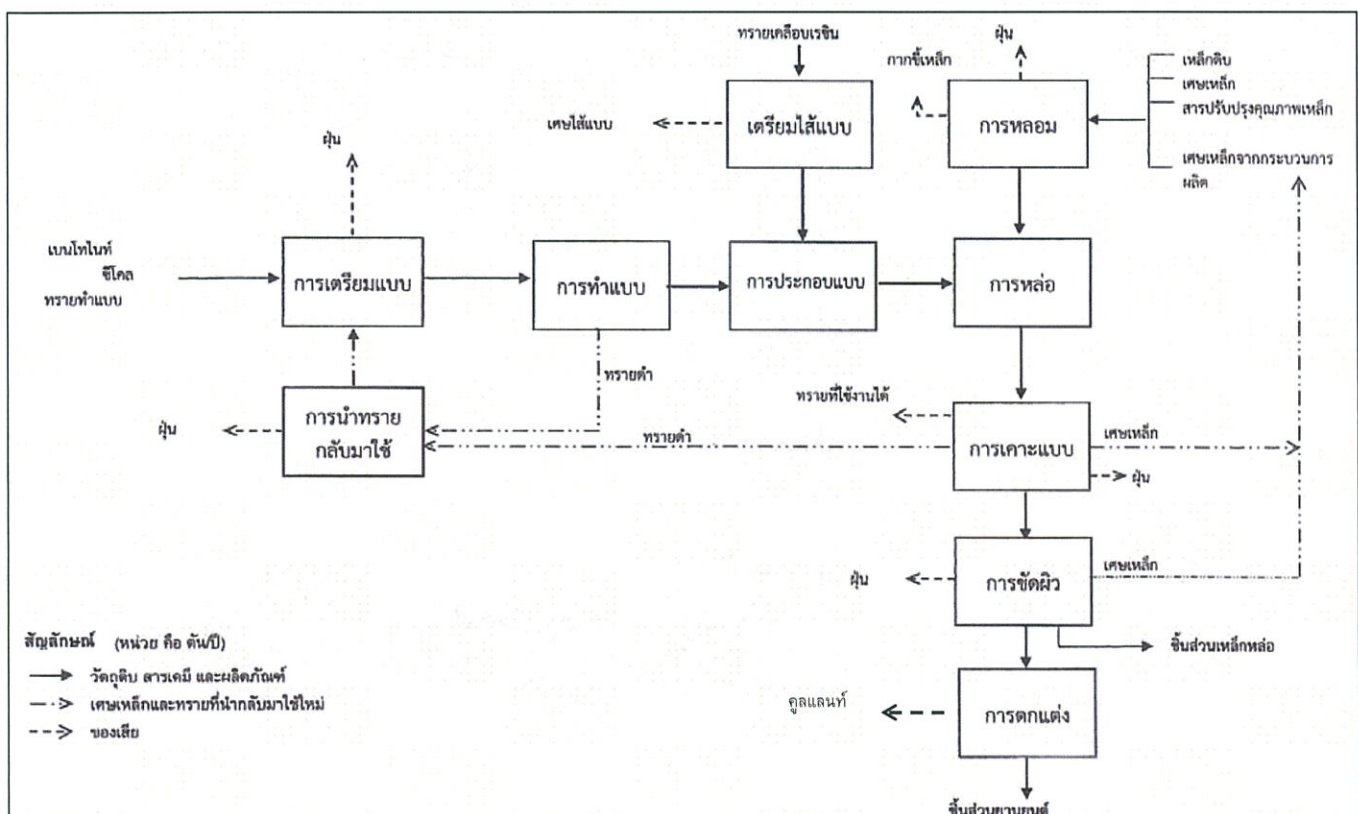 ทรายเคลือบเรซิน
ฝุ่น
กากขี้เหล็ก
เหล็กดิบ
เศษเหล็ก
สารปรับปรุงคุณภาพเหล็ก
เศษเหล็กจากกระบวนการ
ผลิต
เศษไส้แบบ
เตรียมไส้แบบ
การหลอม
ฝุ่น
เบนโทไนท์
ซีโคล
ทรายทำแบบ
การเตรียมแบบ
การทำแบบ
การประกอบแบบ
การหล่อ
ทรายดำ
ฝุ่น
การนำทราย
กลับมาใช้
ทรายดำ
ทรายที่ใช้งานได้
การเคาะแบบ
เศษเหล็ก
ฝุ่น
ฝุ่น
การขัดผิว
เศษเหล็ก
ชิ้นส่วนเหล็กหล่อ
สัญลักษณ์ (หน่วย คือ ตัน/ปี)
วัตถุดิบ สารเคมี และผลิตภัณฑ์
เศษเหล็กและทรายที่นำกลับมาใช้ใหม่
ของเสีย
คูลแลนท์
การตกแต่ง
ชิ้นส่วนยานยนต์